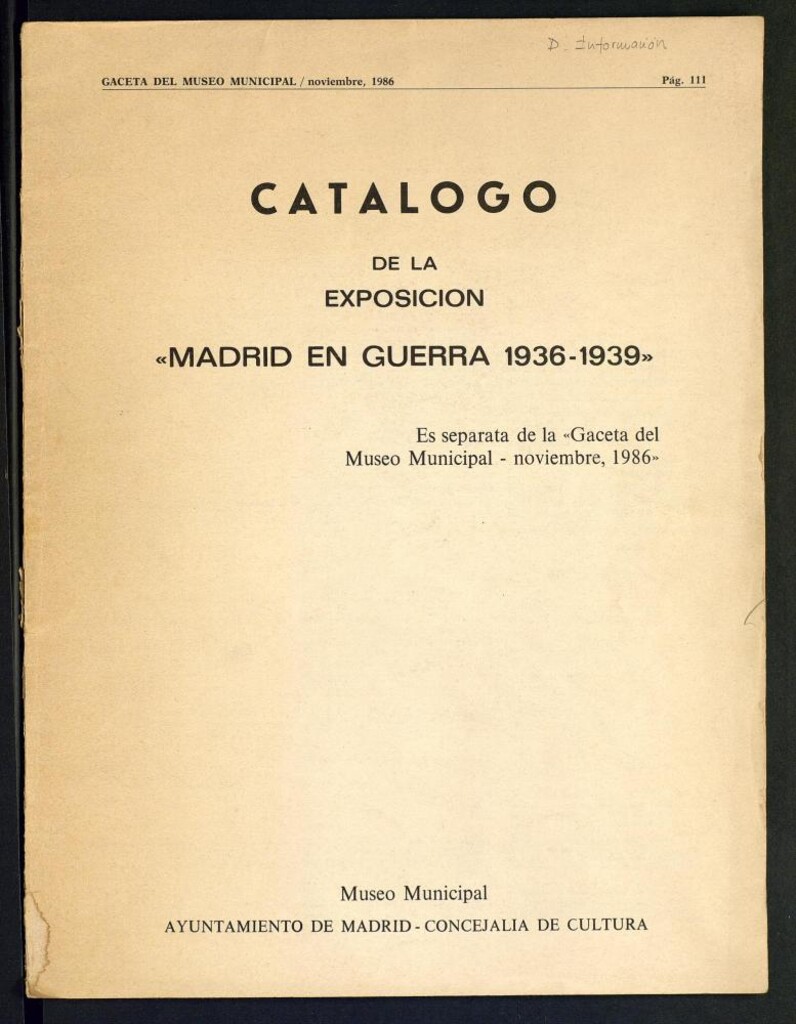 D. Información
GACETA DEL MUSEO MUNICIPAL / noviembre, 1986 Pág. 111
CATALOGO
DE LA
EXPOSICION
«MADRID EN GUERRA 1936-1939»
Es separata de la «Gaceta del
Museo Municipal - noviembre, 1986»
Museo Municipal
AYUNTAMIENTO DE MADRID - CONCEJALIA DE CULTURA